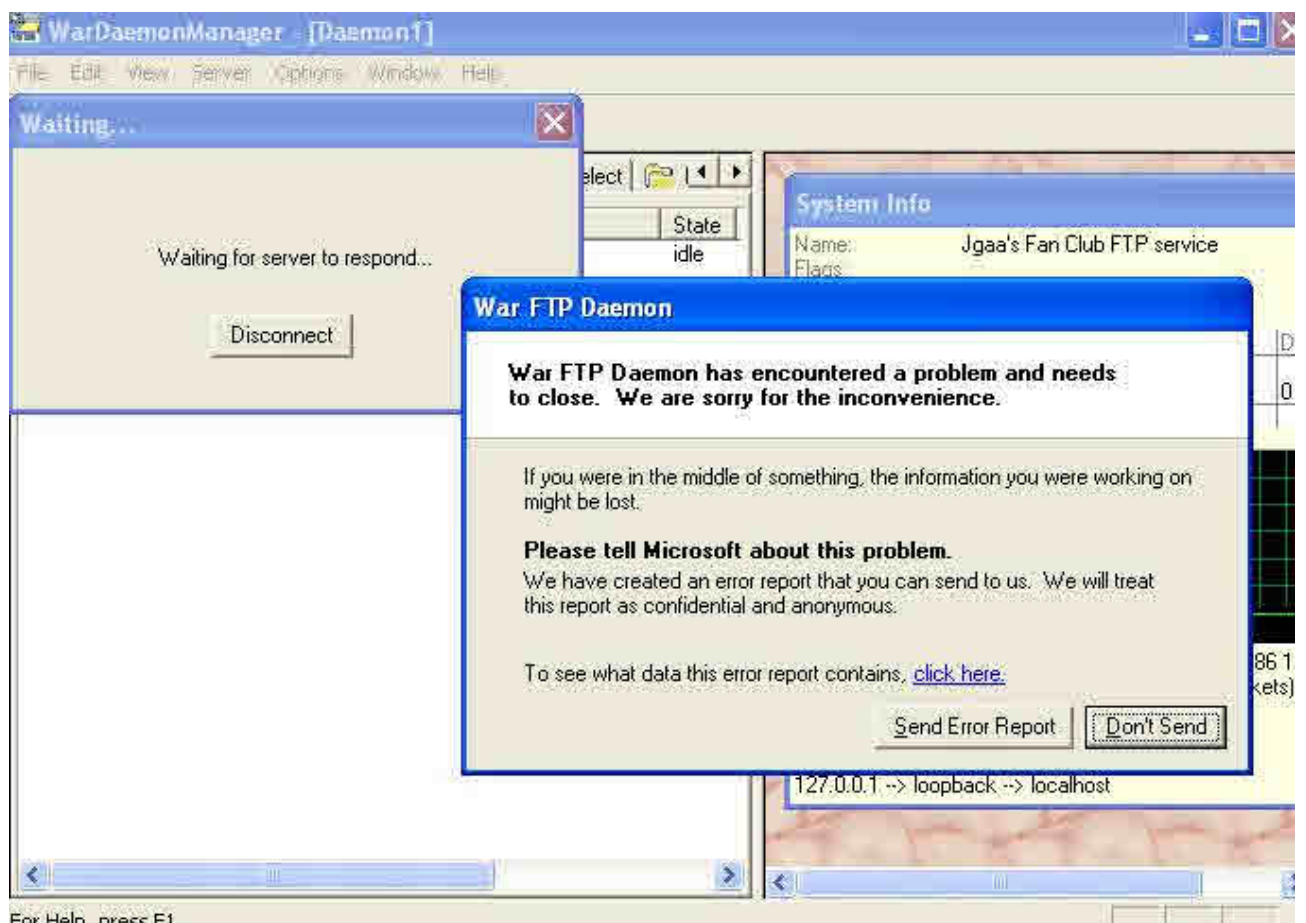 WarDaemonManager - [Daemon1]
File Edit View Server Options Window Help
Waiting...
Waiting for server to respond...
Disconnect
elect
State
idle
System Info
Name: Jgaa's Fan Club FTP service
Flags
D
0
War FTP Daemon
War FTP Daemon has encountered a problem and needs
to close. We are sorry for the inconvenience.
If you were in the middle of something, the information you were working on
might be lost.
Please tell Microsoft about this problem.
We have created an error report that you can send to us. We will treat
this report as confidential and anonymous.
To see what data this error report contains, click here.
Send Error Report
Don't Send
86 1
kets)
127.0.0.1 --> loopback --> localhost
For Help, press F1